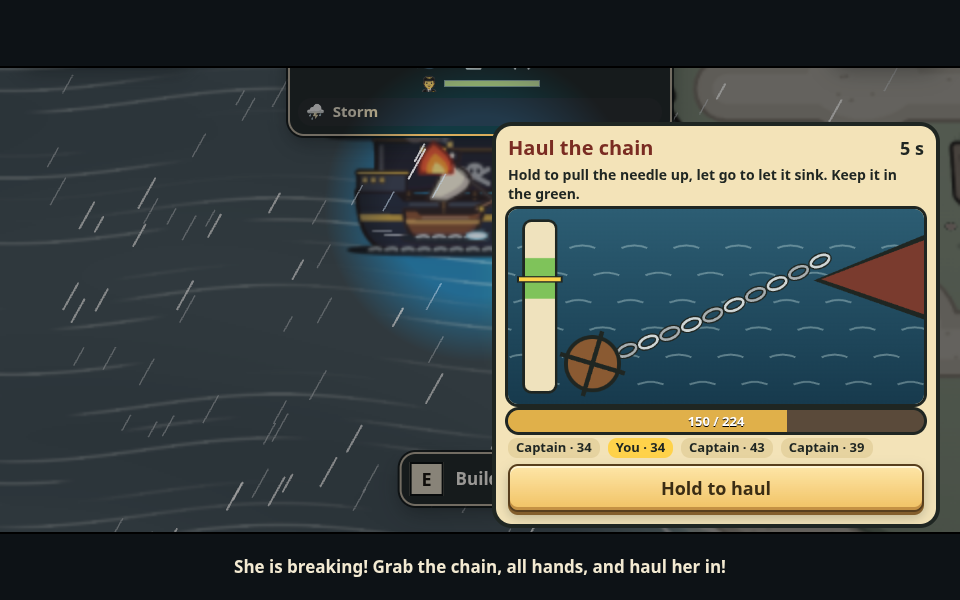 Storm
Haul the chain
5 s
Hold to pull the needle up, let go to let it sink. Keep it in
the green.
150 / 224
Captain · 34
You · 34
Captain · 43
Captain · 39
E
Hold to haul
She is breaking! Grab the chain, all hands, and haul her in!